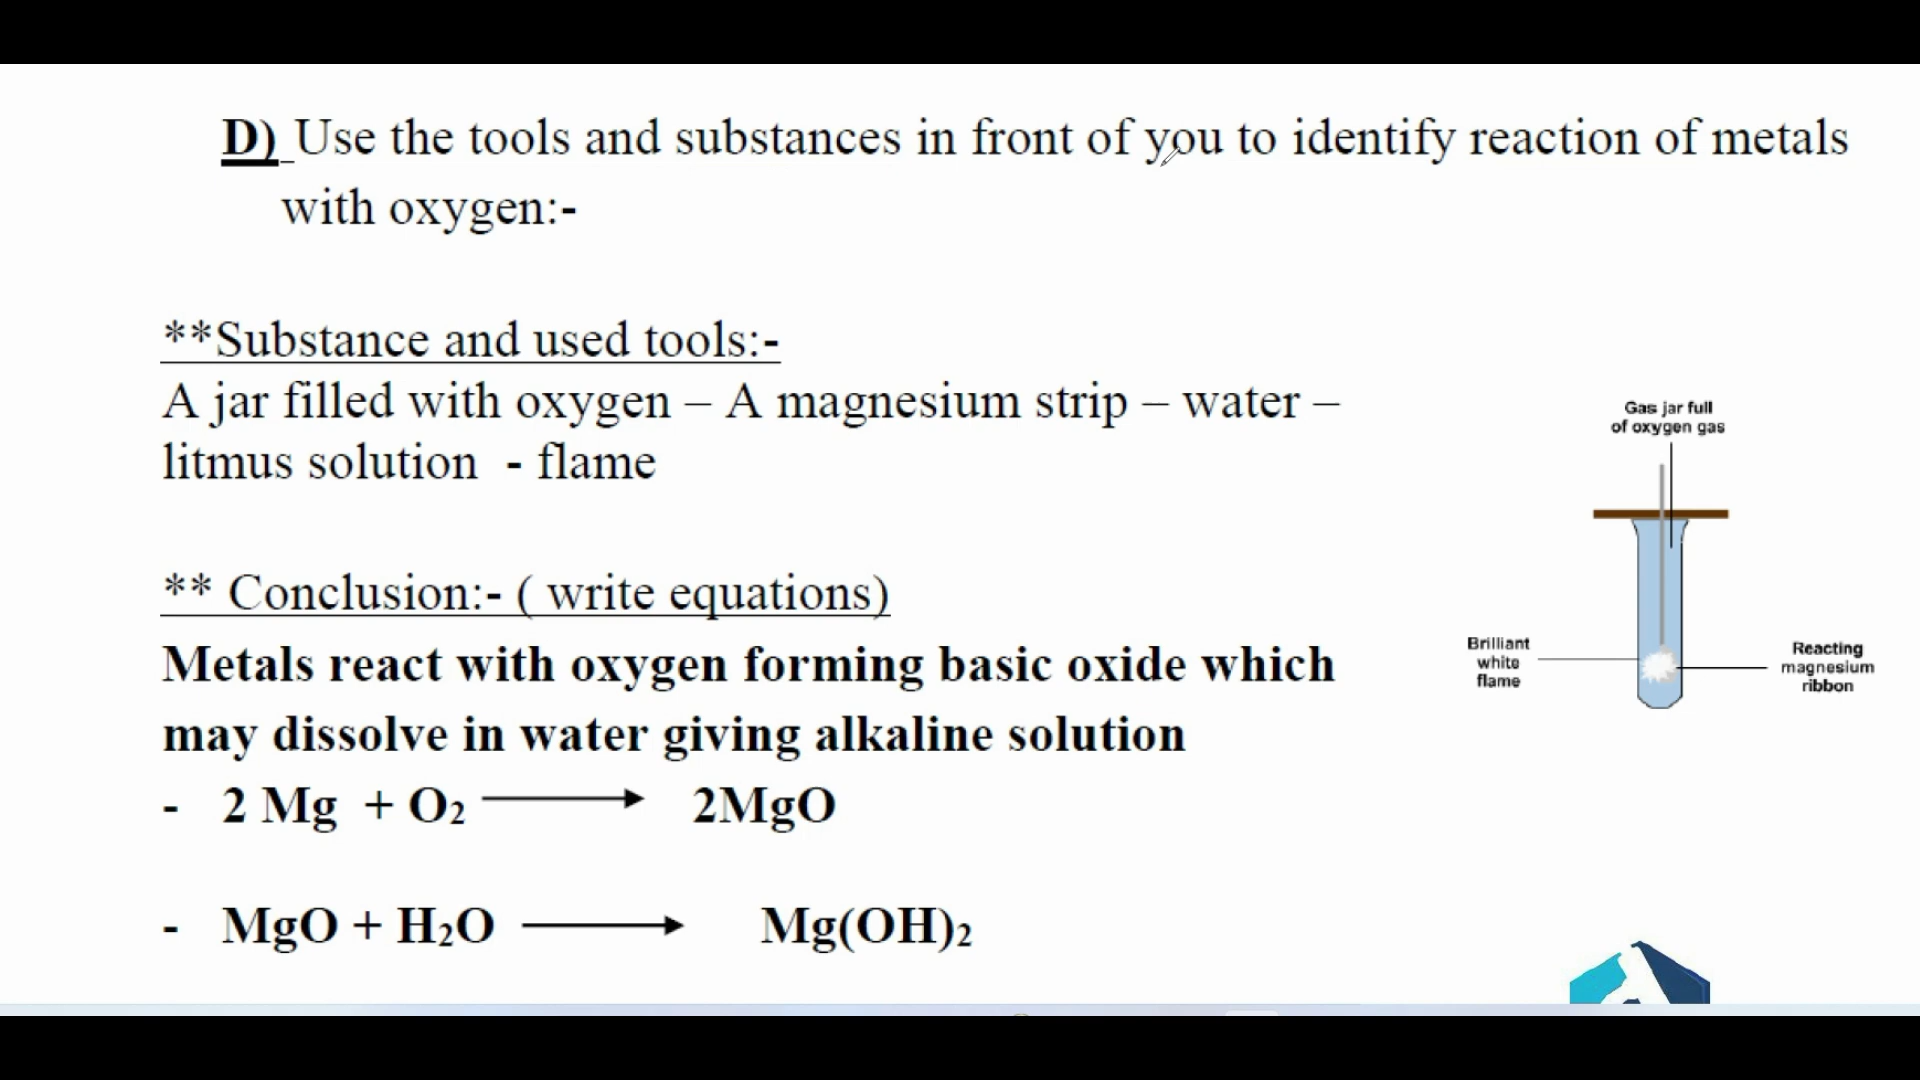 D) Use the tools and substances in front of you to identify reaction of metals
with oxygen:-
**Substance and used tools:-
A jar filled with oxygen – A magnesium strip – water –
litmus solution - flame
** Conclusion:- ( write equations)
Metals react with oxygen forming basic oxide which
may dissolve in water giving alkaline solution
- 2 Mg + O₂ ⟶ 2MgO
- MgO + H₂O ⟶ Mg(OH)₂
Gas jar full
of oxygen gas
Brilliant
white
flame
Reacting
magnesium
ribbon